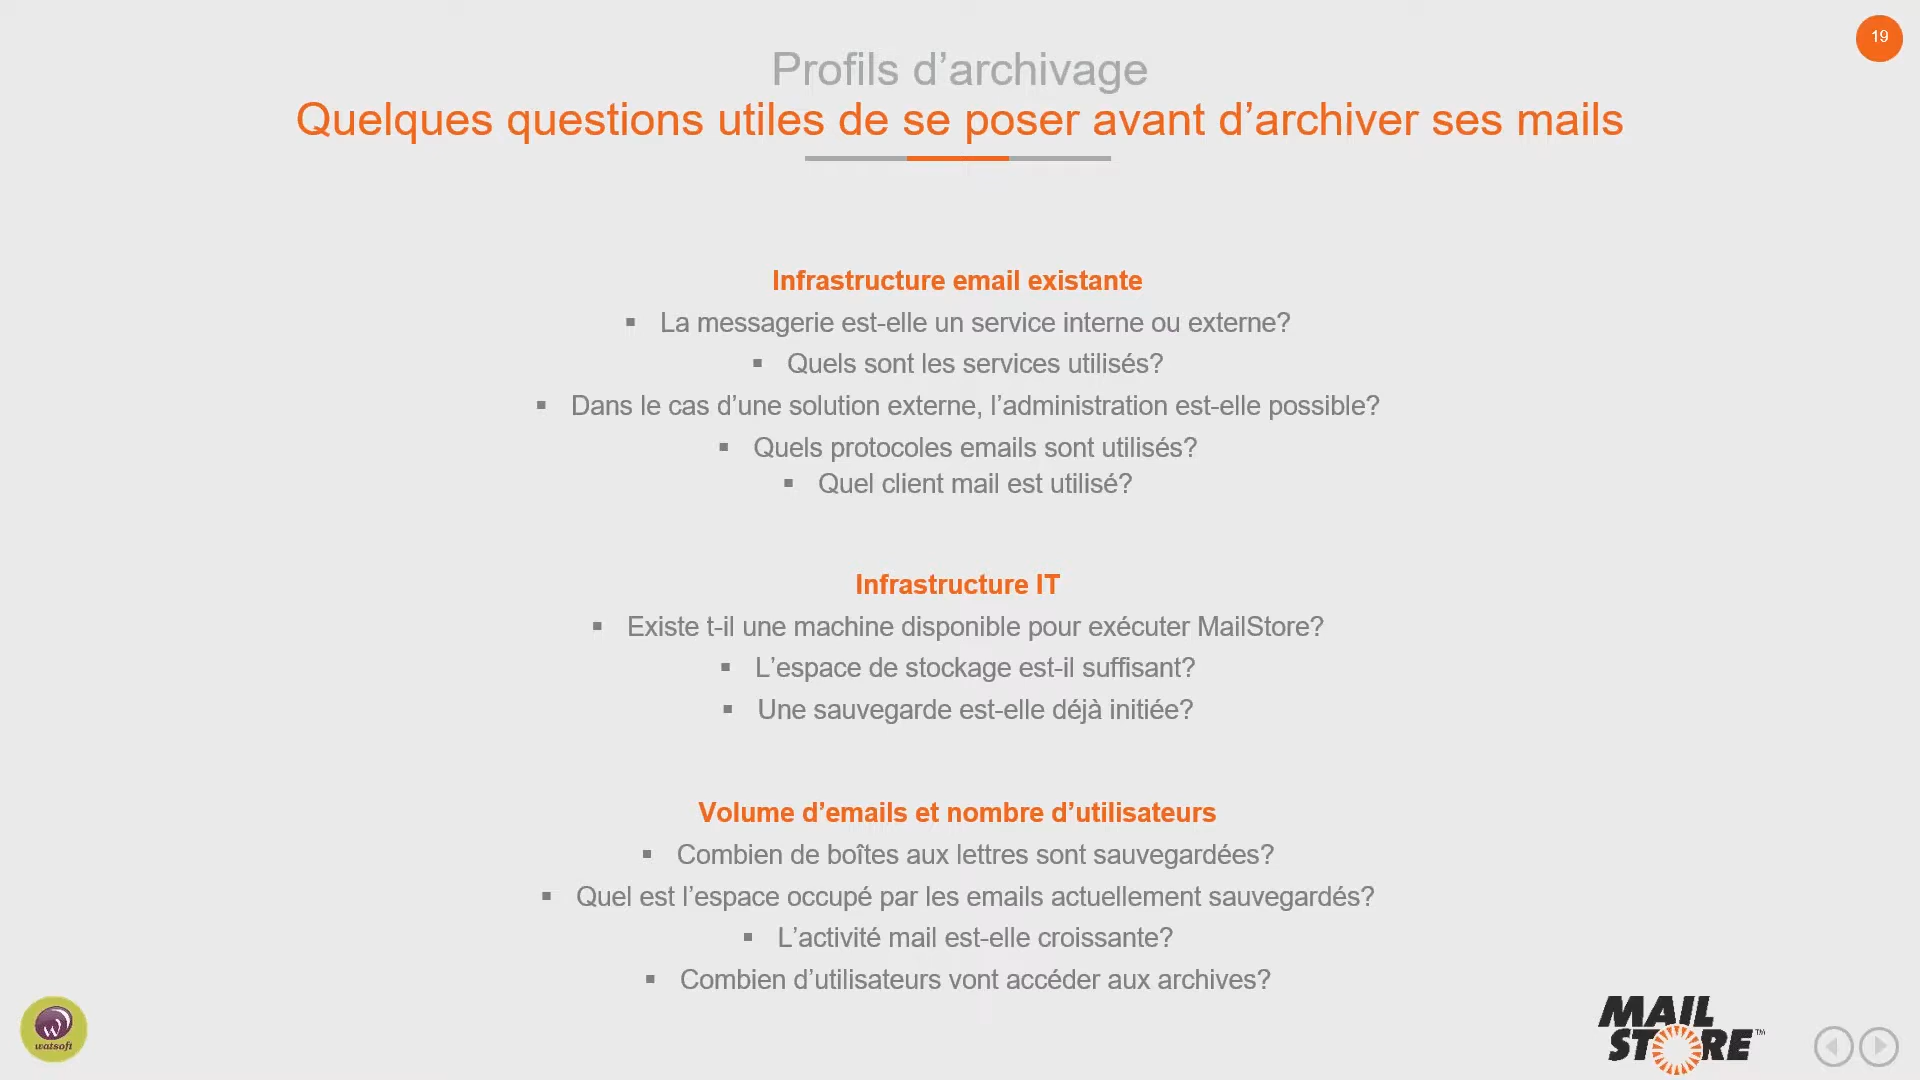 19
Profils d’archivage
Quelques questions utiles de se poser avant d’archiver ses mails
Infrastructure email existante
▪ La messagerie est-elle un service interne ou externe?
▪ Quels sont les services utilisés?
▪ Dans le cas d’une solution externe, l’administration est-elle possible?
▪ Quels protocoles emails sont utilisés?
▪ Quel client mail est utilisé?
Infrastructure IT
▪ Existe t-il une machine disponible pour exécuter MailStore?
▪ L’espace de stockage est-il suffisant?
▪ Une sauvegarde est-elle déjà initiée?
Volume d’emails et nombre d’utilisateurs
▪ Combien de boîtes aux lettres sont sauvegardées?
▪ Quel est l’espace occupé par les emails actuellement sauvegardés?
▪ L’activité mail est-elle croissante?
▪ Combien d’utilisateurs vont accéder aux archives?
watsoft
MAIL
STORE™